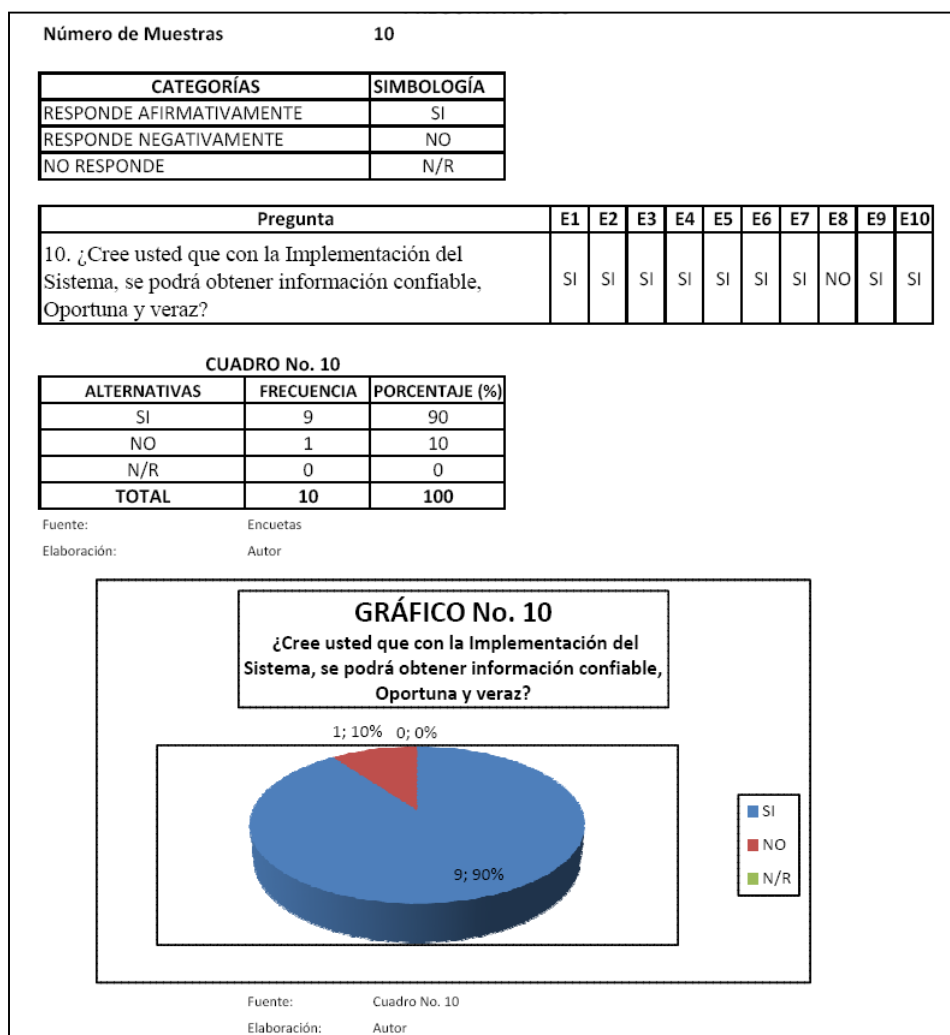 Número de Muestras 10
CATEGORÍAS SIMBOLOGÍA
RESPONDE AFIRMATIVAMENTE SI
RESPONDE NEGATIVAMENTE NO
NO RESPONDE N/R
Pregunta E1 E2 E3 E4 E5 E6 E7 E8 E9 E10
10. ¿Cree usted que con la Implementación del
Sistema, se podrá obtener información confiable, SI SI SI SI SI SI SI NO SI SI
Oportuna y veraz?
CUADRO No. 10
ALTERNATIVAS FRECUENCIA PORCENTAJE (%)
SI 9 90
NO 1 10
N/R 0 0
TOTAL 10 100
Fuente: Encuetas
Elaboración: Autor
GRÁFICO No. 10
¿Cree usted que con la Implementación del
Sistema, se podrá obtener información confiable,
Oportuna y veraz?
1; 10% 0; 0%
SI
NO
9; 90%
N/R
Fuente: Cuadro No. 10
Elaboración: Autor